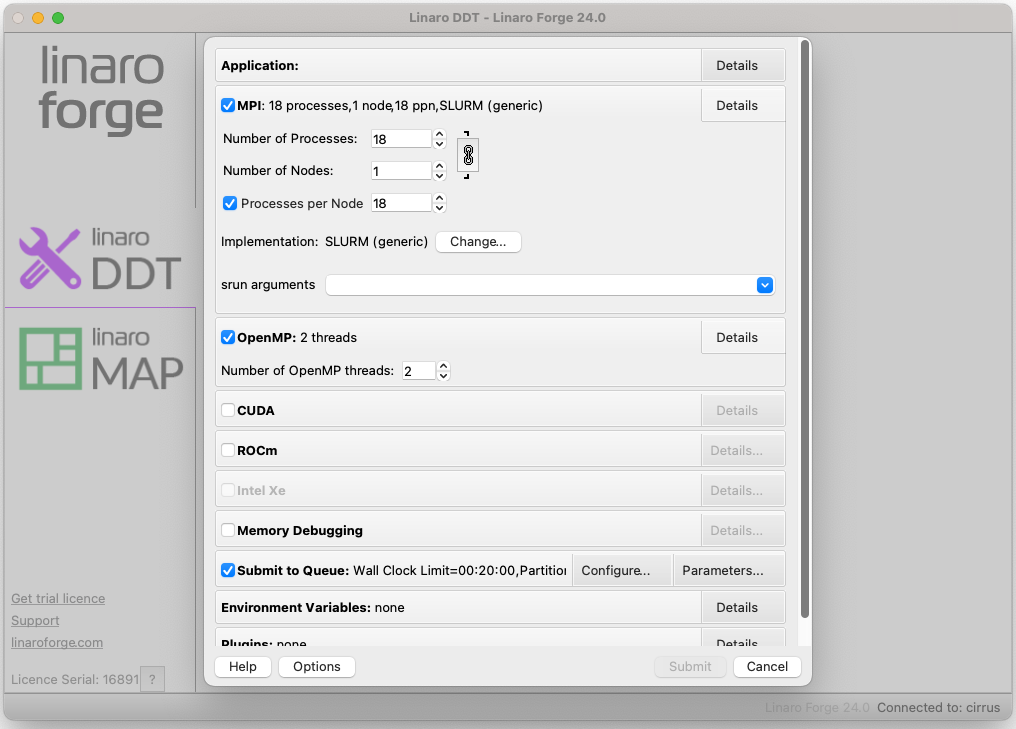 Linaro DDT - Linaro Forge 24.0
linaro
forge
linaro
DDT
linaro
MAP
Get trial licence
Support
linaroforge.com
Licence Serial: 16891 ?
Application: Details
MPI: 18 processes,1 node,18 ppn,SLURM (generic) Details
Number of Processes: 18
Number of Nodes: 1
Processes per Node 18
Implementation: SLURM (generic) Change...
srun arguments
OpenMP: 2 threads Details
Number of OpenMP threads: 2
CUDA Details
ROCm Details...
Intel Xe Details...
Memory Debugging Details...
Submit to Queue: Wall Clock Limit=00:20:00,Partition Configure... Parameters...
Environment Variables: none Details
Plugins: none Details
Help Options Submit Cancel
Linaro Forge 24.0 Connected to: cirrus